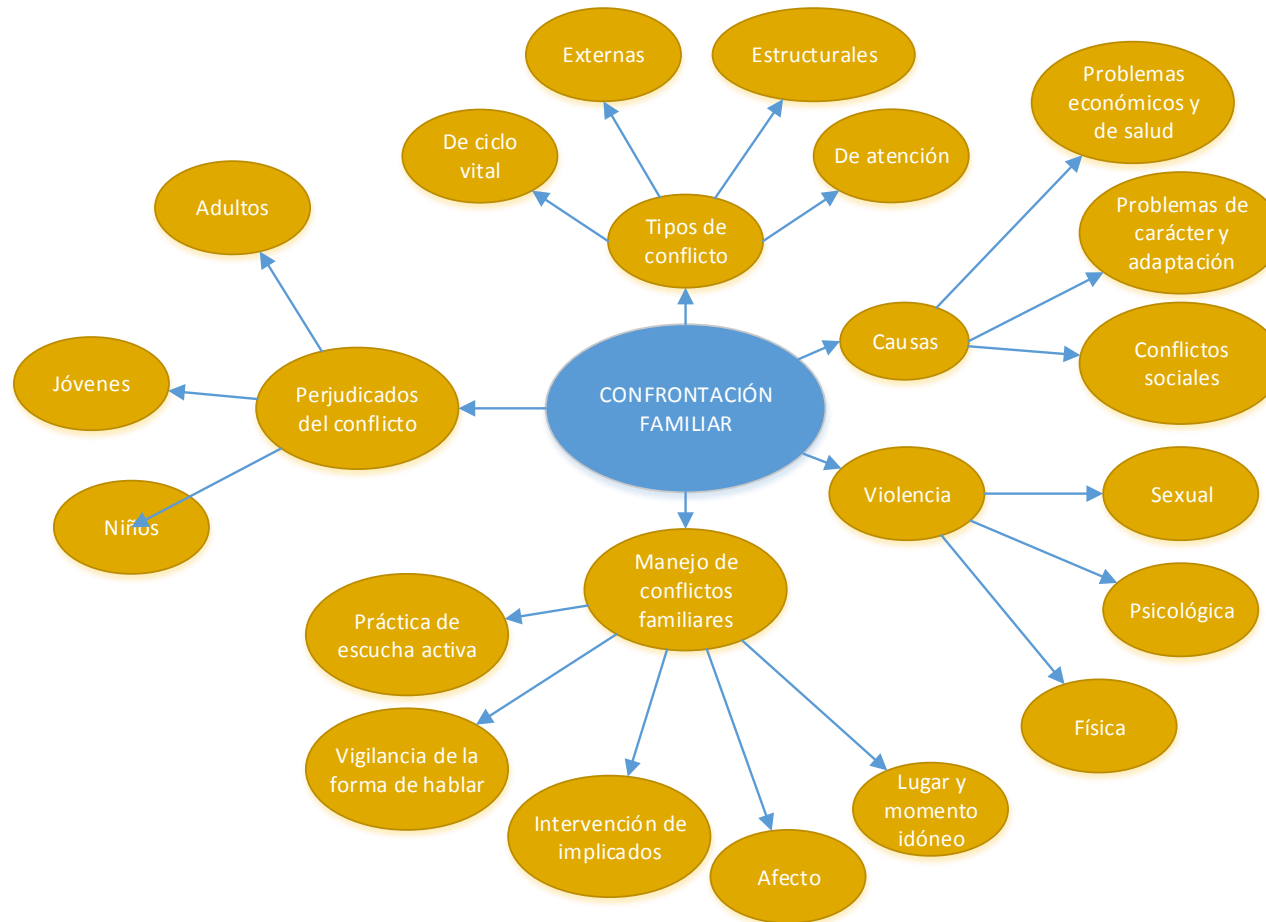 Externas
Estructurales
Problemas
económicos y
de salud
De ciclo
vital
De atención
Adultos
Tipos de
conflicto
Problemas de
carácter y
adaptación
Causas
Conflictos
sociales
Jóvenes
Perjudicados
del conflicto
CONFRONTACIÓN
FAMILIAR
Niños
Violencia
Sexual
Manejo de
conflictos
familiares
Práctica de
escucha activa
Psicológica
Física
Vigilancia de la
forma de hablar
Lugar y
momento
idóneo
Intervención de
implicados
Afecto